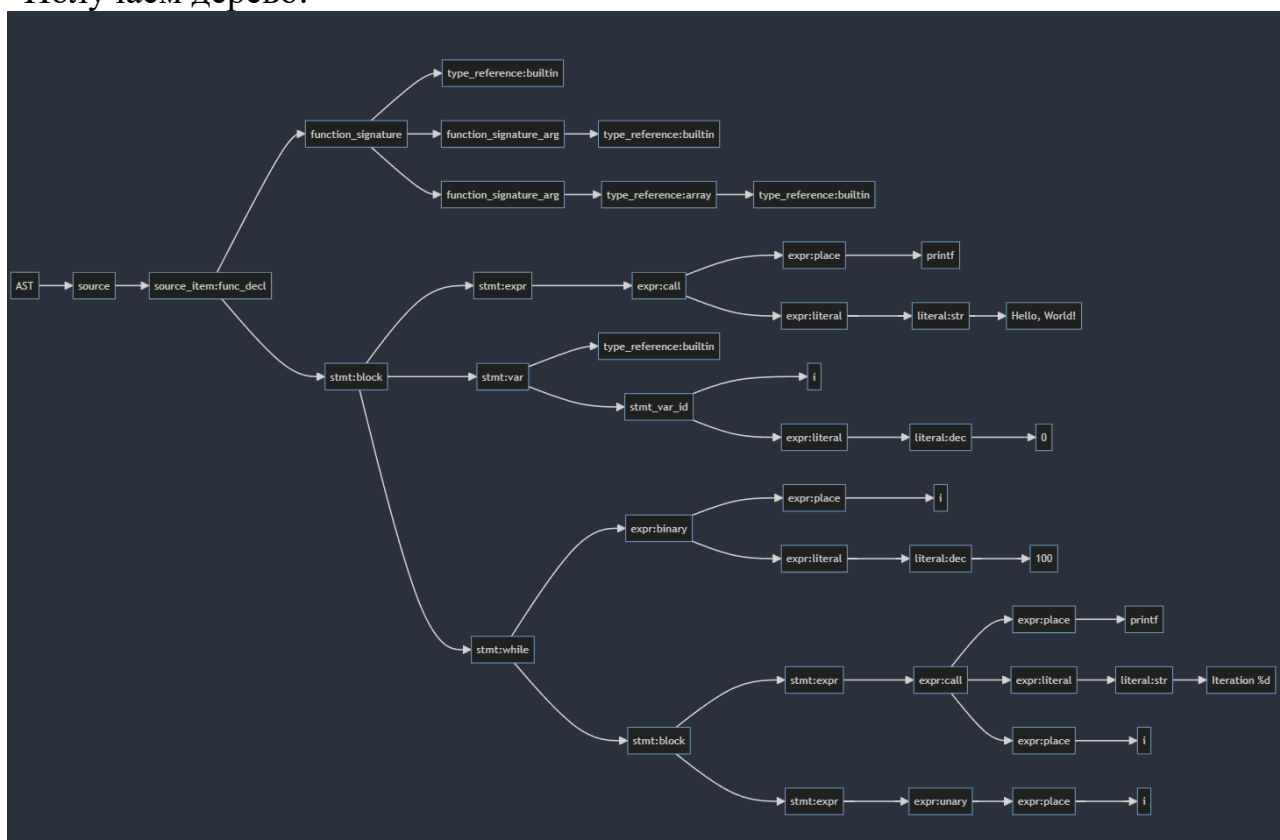 Получаем дерево:
type_reference:builtin
function_signature
function_signature_arg
type_reference:builtin
function_signature_arg
type_reference:array
type_reference:builtin
AST
source
source_item:func_decl
expr:place
printf
stmt:expr
expr:call
expr:literal
literal:str
Hello, World!
type_reference:builtin
stmt:block
stmt:var
i
stmt_var_id
expr:literal
literal:dec
0
expr:place
i
expr:binary
expr:literal
literal:dec
100
expr:place
printf
stmt:while
stmt:expr
expr:call
expr:literal
literal:str
Iteration %d
stmt:block
expr:place
i
stmt:expr
expr:unary
expr:place
i